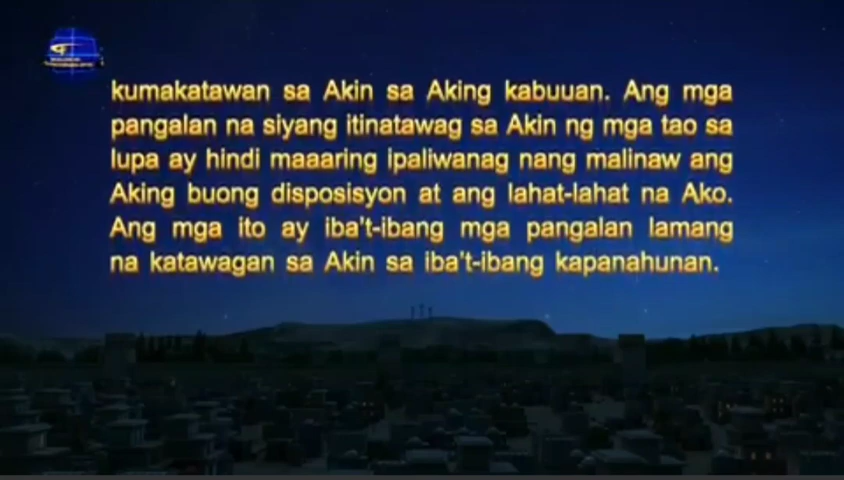 kumakatawan sa Akin sa Aking kabuuan. Ang mga
pangalan na siyang itinatawag sa Akin ng mga tao sa
lupa ay hindi maaaring ipaliwanag nang malinaw ang
Aking buong disposisyon at ang lahat-lahat na Ako.
Ang mga ito ay iba't-ibang mga pangalan lamang
na katawagan sa Akin sa iba't-ibang kapanahunan.